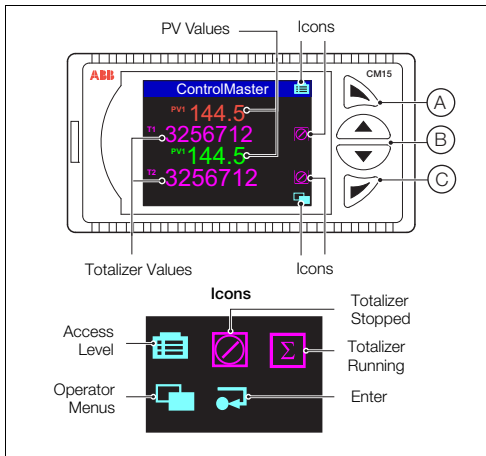 PV Values
Icons
ABB
CM15
ControlMaster
PV1 144.5
T1 3256712
PV1 144.5
T2 3256712
A
B
C
Totalizer Values
Icons
Icons
Access
Level
Totalizer
Stopped
Σ
Totalizer
Running
Operator
Menus
Enter